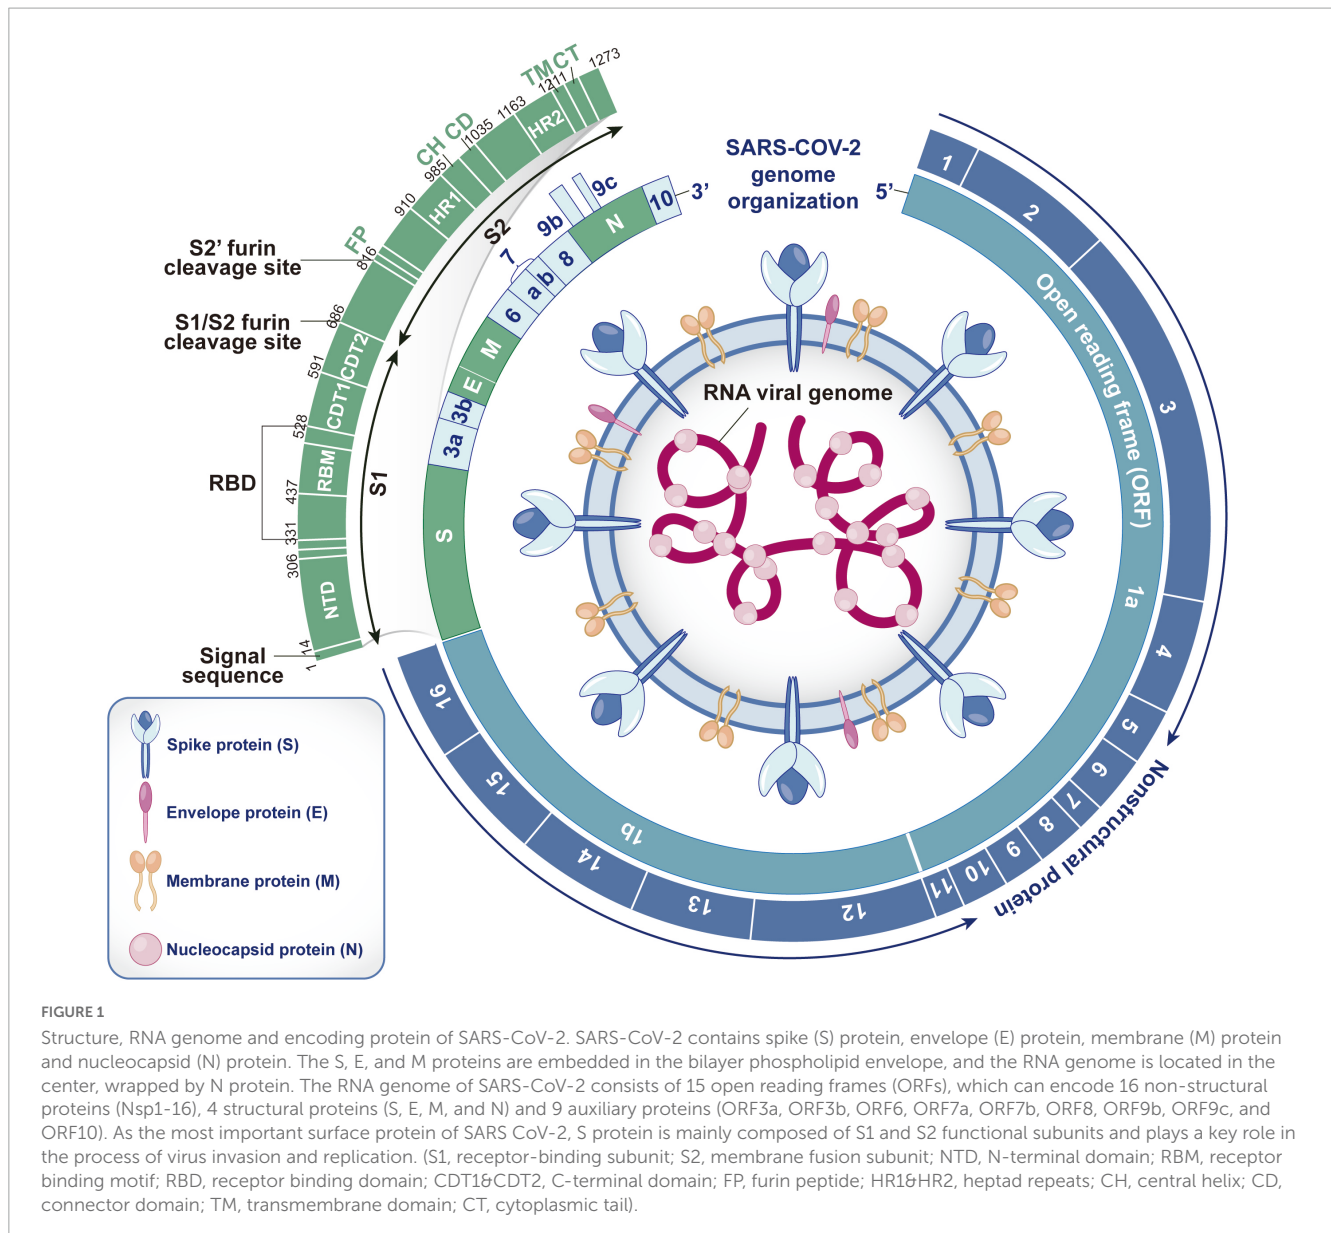 SARS-COV-2
genome
organization
5’
3’
1
2
3
4
5
6
7
8
9
10
11
12
13
14
15
16
Open reading frame (ORF)
1a
1b
Nonstructural protein
S
3a
3b
E
M
6
7
a
b
8
9b
9c
N
10
RNA viral genome
TM
CT
1273
1211
HR2
1163
1035
CD
CH
985
HR1
910
FP
816
S2’ furin
cleavage site
686
S1/S2 furin
cleavage site
CDT2
591
CDT1
528
RBD
RBM
437
331
306
NTD
14
1
Signal
sequence
S1
S2
Spike protein (S)
Envelope protein (E)
Membrane protein (M)
Nucleocapsid protein (N)
FIGURE 1
Structure, RNA genome and encoding protein of SARS-CoV-2. SARS-CoV-2 contains spike (S) protein, envelope (E) protein, membrane (M) protein
and nucleocapsid (N) protein. The S, E, and M proteins are embedded in the bilayer phospholipid envelope, and the RNA genome is located in the
center, wrapped by N protein. The RNA genome of SARS-CoV-2 consists of 15 open reading frames (ORFs), which can encode 16 non-structural
proteins (Nsp1-16), 4 structural proteins (S, E, M, and N) and 9 auxiliary proteins (ORF3a, ORF3b, ORF6, ORF7a, ORF7b, ORF8, ORF9b, ORF9c, and
ORF10). As the most important surface protein of SARS CoV-2, S protein is mainly composed of S1 and S2 functional subunits and plays a key role in
the process of virus invasion and replication. (S1, receptor-binding subunit; S2, membrane fusion subunit; NTD, N-terminal domain; RBM, receptor
binding motif; RBD, receptor binding domain; CDT1&CDT2, C-terminal domain; FP, furin peptide; HR1&HR2, heptad repeats; CH, central helix; CD,
connector domain; TM, transmembrane domain; CT, cytoplasmic tail).